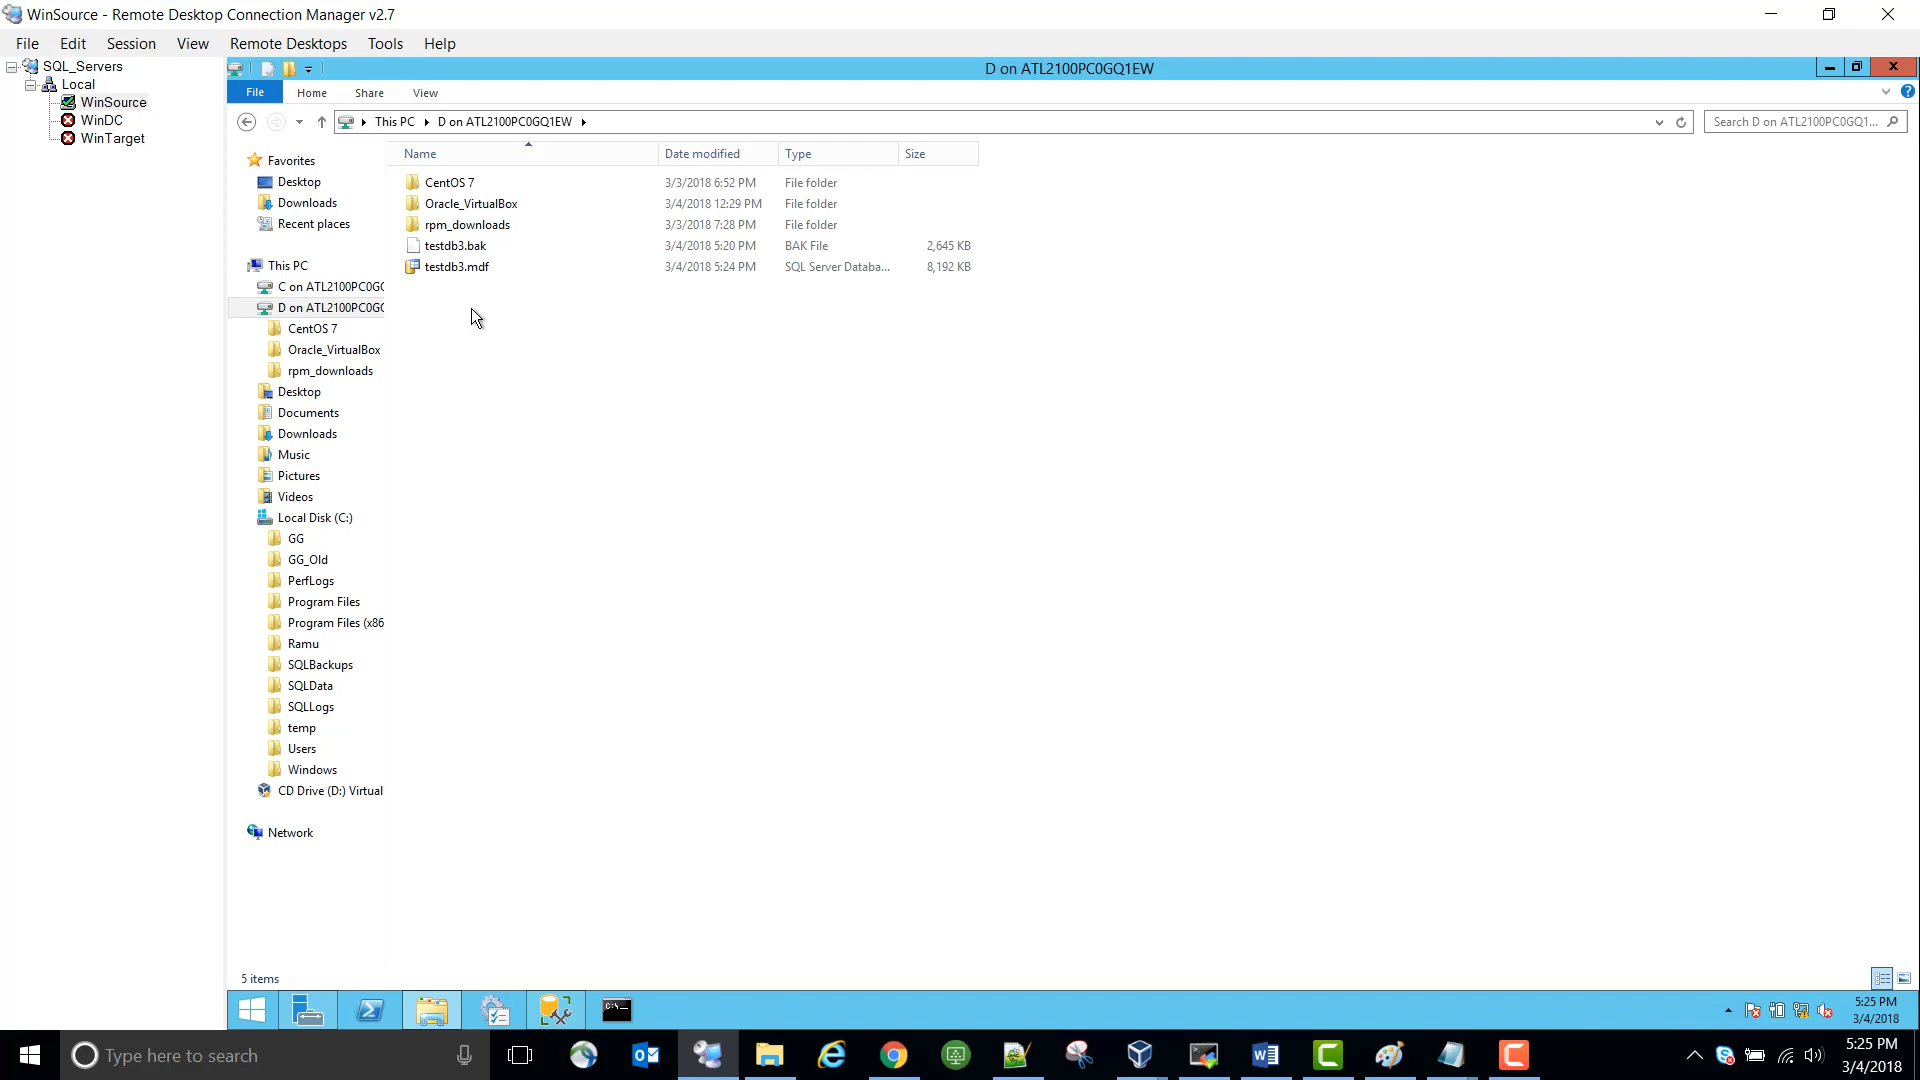 WinSource - Remote Desktop Connection Manager v2.7
File Edit Session View Remote Desktops Tools Help
SQL_Servers
Local
WinSource
WinDC
WinTarget
D on ATL2100PC0GQ1EW
File Home Share View
This PC D on ATL2100PC0GQ1EW
Search D on ATL2100PC0GQ1...
Favorites
Desktop
Downloads
Recent places
This PC
C on ATL2100PC0GQ
D on ATL2100PC0GQ
CentOS 7
Oracle_VirtualBox
rpm_downloads
Desktop
Documents
Downloads
Music
Pictures
Videos
Local Disk (C:)
GG
GG_Old
PerfLogs
Program Files
Program Files (x86
Ramu
SQLBackups
SQLData
SQLLogs
temp
Users
Windows
CD Drive (D:) Virtual
Network
Name Date modified Type Size
CentOS 7 3/3/2018 6:52 PM File folder
Oracle_VirtualBox 3/4/2018 12:29 PM File folder
rpm_downloads 3/3/2018 7:28 PM File folder
testdb3.bak 3/4/2018 5:20 PM BAK File 2,645 KB
testdb3.mdf 3/4/2018 5:24 PM SQL Server Databa... 8,192 KB
5 items
5:25 PM
3/4/2018
Type here to search
5:25 PM
3/4/2018